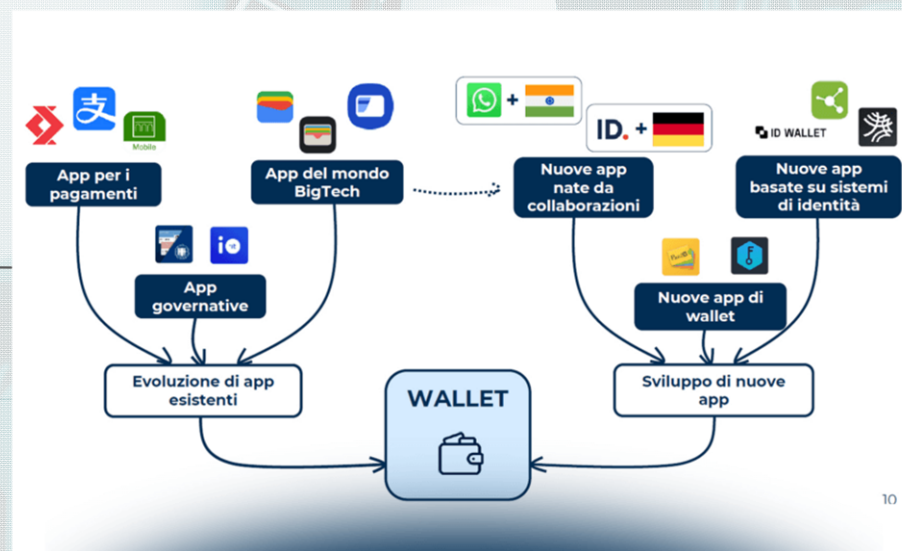 支
Mobile
App per i
pagamenti
App del mondo
BigTech
+
ID. +
Nuove app
nate da
collaborazioni
ID WALLET
Nuove app
basate su sistemi
di identità
io
App
governative
Nuove app di
wallet
Evoluzione di app
esistenti
WALLET
Sviluppo di nuove
app
10